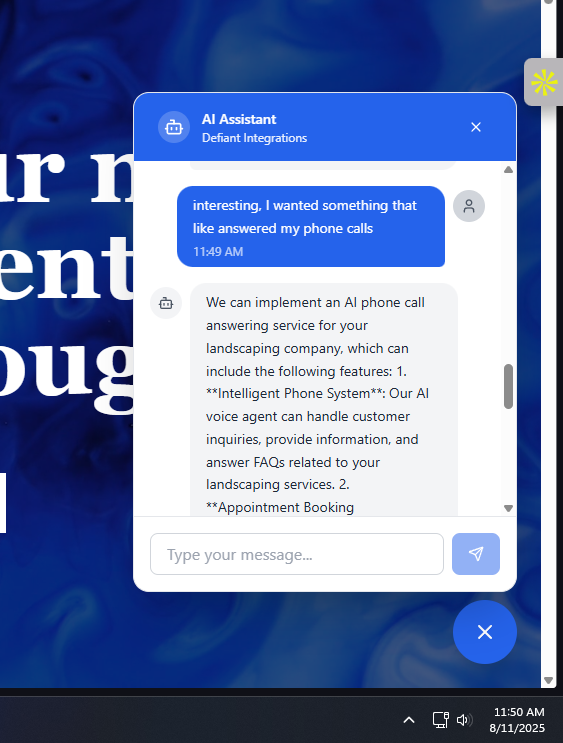 ur n
ent
oug
AI Assistant
Defiant Integrations
interesting, I wanted something that
like answered my phone calls
11:49 AM
We can implement an AI phone call
answering service for your
landscaping company, which can
include the following features: 1.
**Intelligent Phone System**: Our AI
voice agent can handle customer
inquiries, provide information, and
answer FAQs related to your
landscaping services. 2.
**Appointment Booking
Type your message...
11:50 AM
8/11/2025